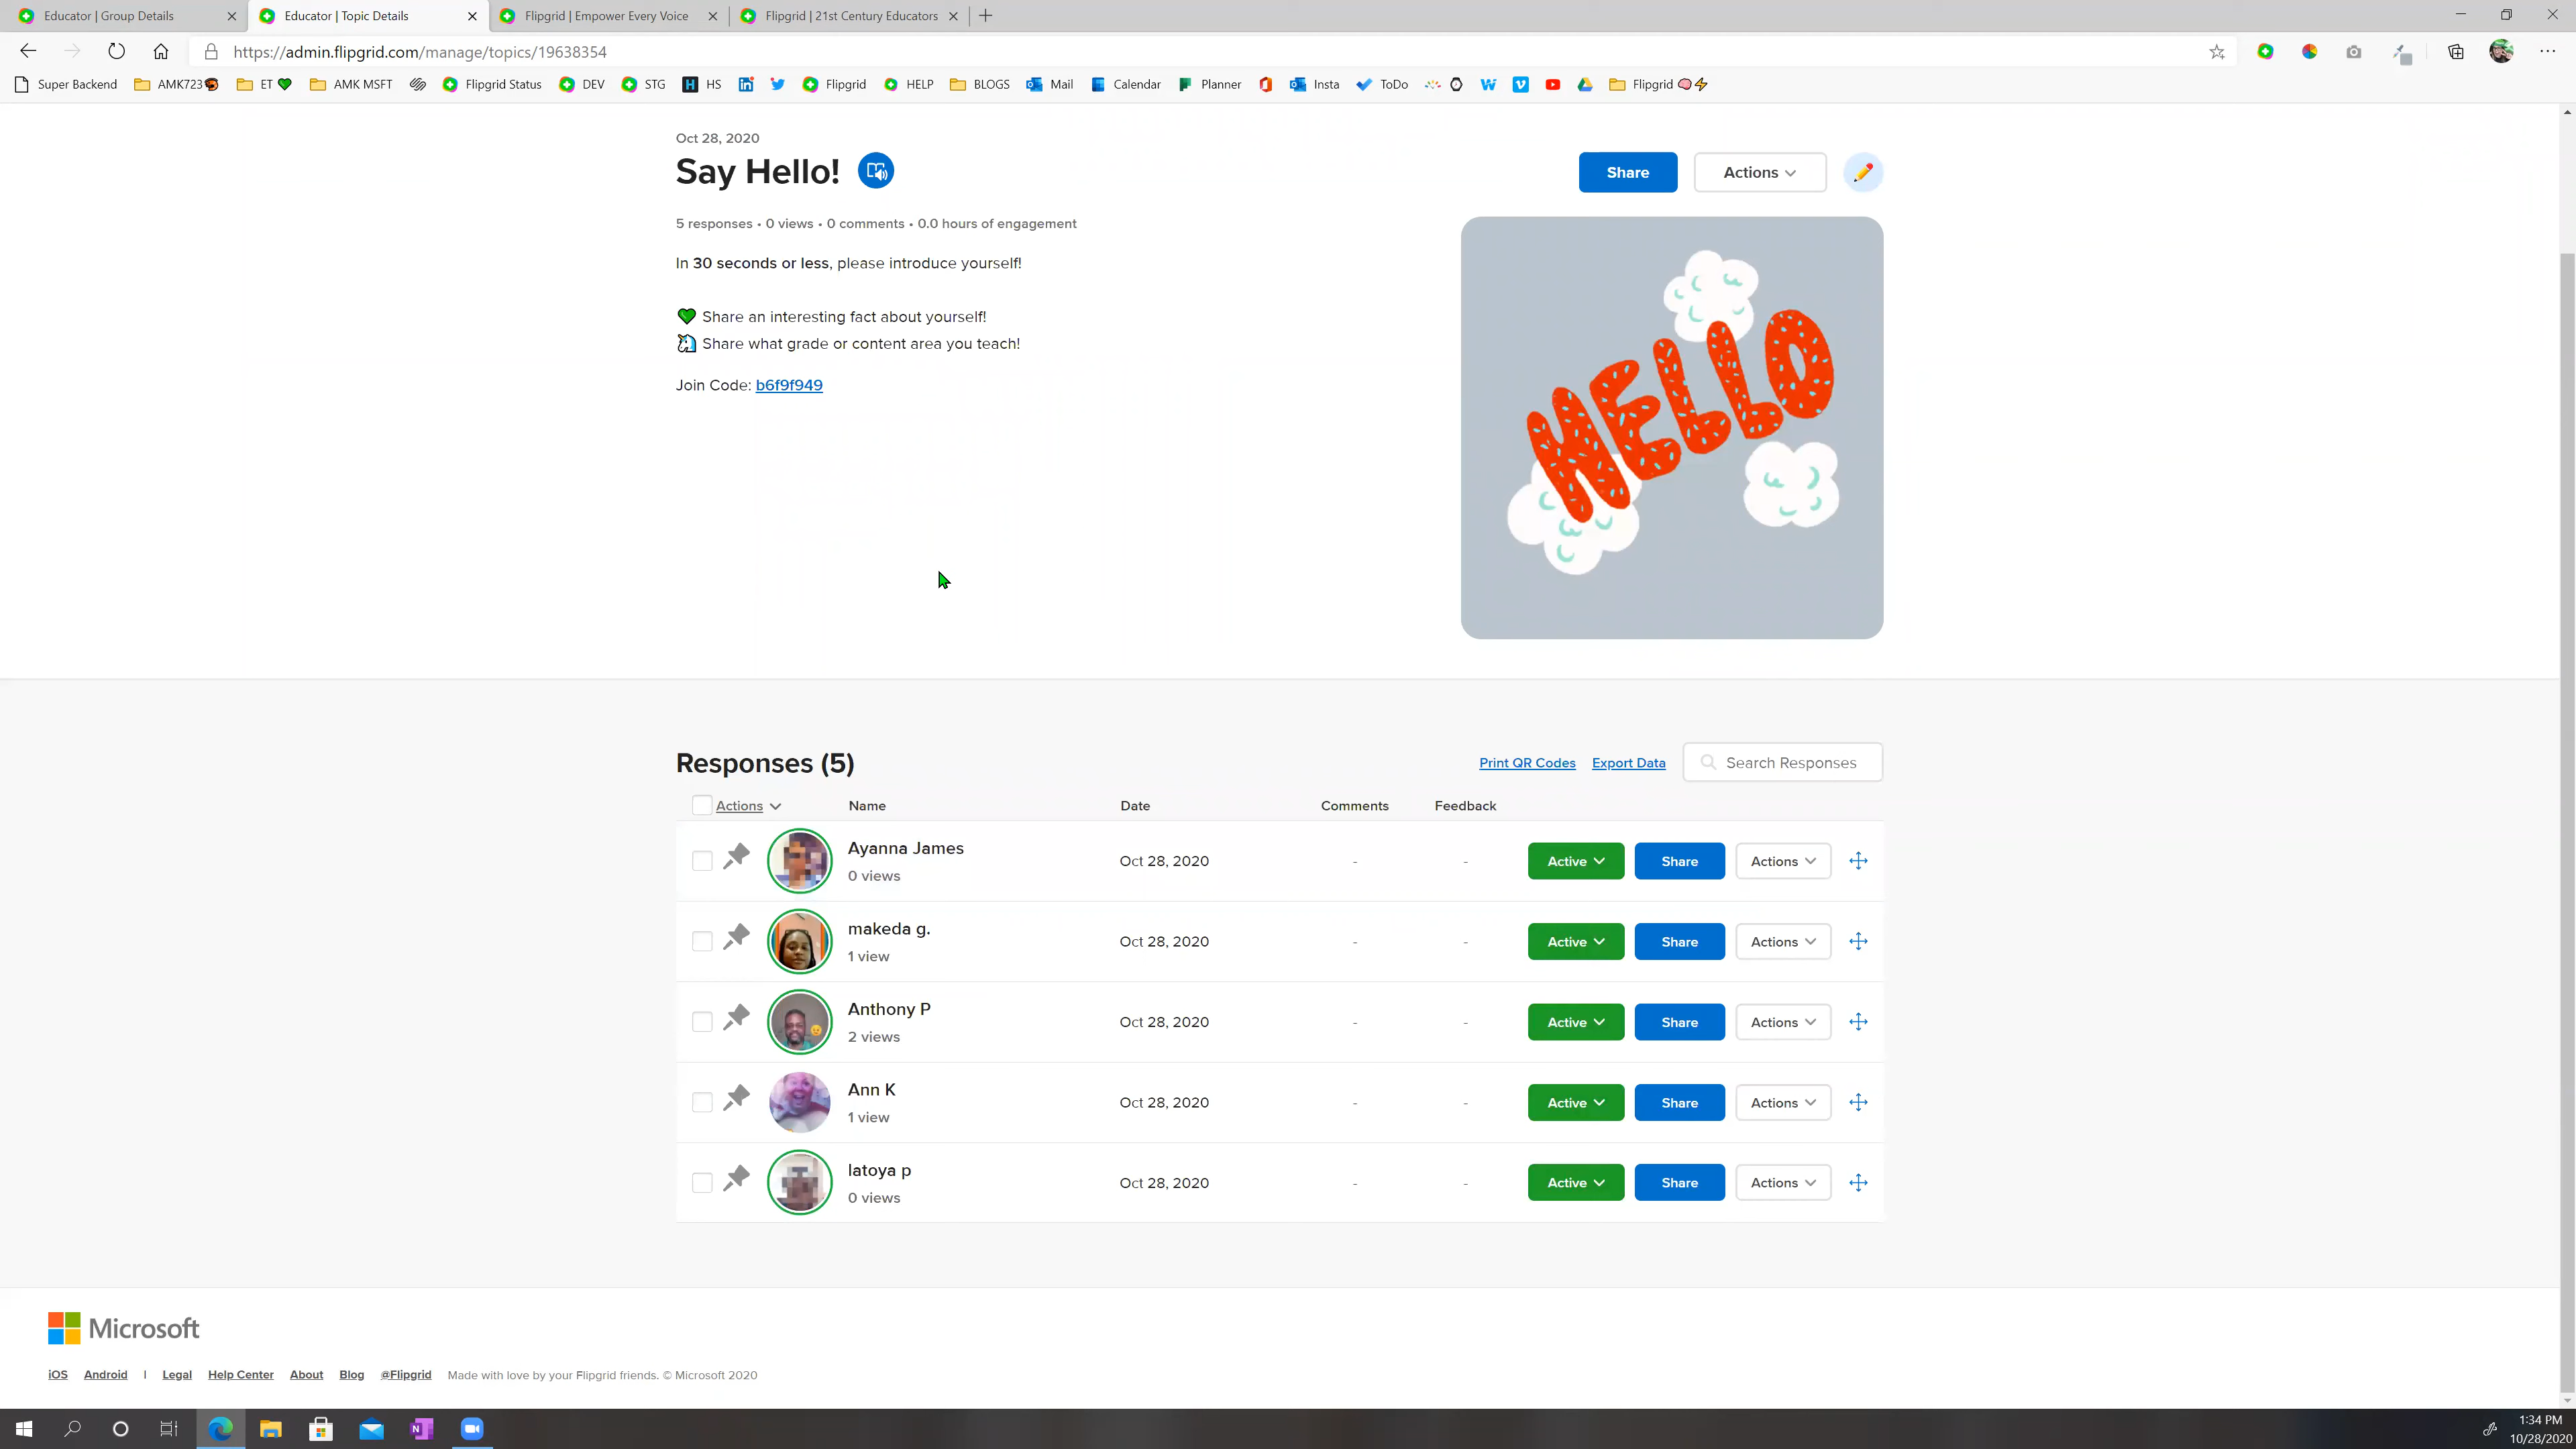 Educator | Group Details
Educator | Topic Details
Flipgrid | Empower Every Voice
Flipgrid | 21st Century Educators
https://admin.flipgrid.com/manage/topics/19638354
Super Backend AMK723 ET AMK MSFT Flipgrid Status DEV STG HS Flipgrid HELP BLOGS Mail Calendar Planner Insta ToDo Flipgrid
Oct 28, 2020
Say Hello!
Share Actions
5 responses • 0 views • 0 comments • 0.0 hours of engagement
In 30 seconds or less, please introduce yourself!
Share an interesting fact about yourself!
Share what grade or content area you teach!
Join Code: b6f9f949
HELLO
Responses (5)
Print QR Codes Export Data Search Responses
Actions Name Date Comments Feedback
Ayanna James
0 views
Oct 28, 2020 - - Active Share Actions
makeda g.
1 view
Oct 28, 2020 - - Active Share Actions
Anthony P
2 views
Oct 28, 2020 - - Active Share Actions
Ann K
1 view
Oct 28, 2020 - - Active Share Actions
latoya p
0 views
Oct 28, 2020 - - Active Share Actions
Microsoft
iOS Android | Legal Help Center About Blog @Flipgrid Made with love by your Flipgrid friends. © Microsoft 2020
1:34 PM
10/28/2020